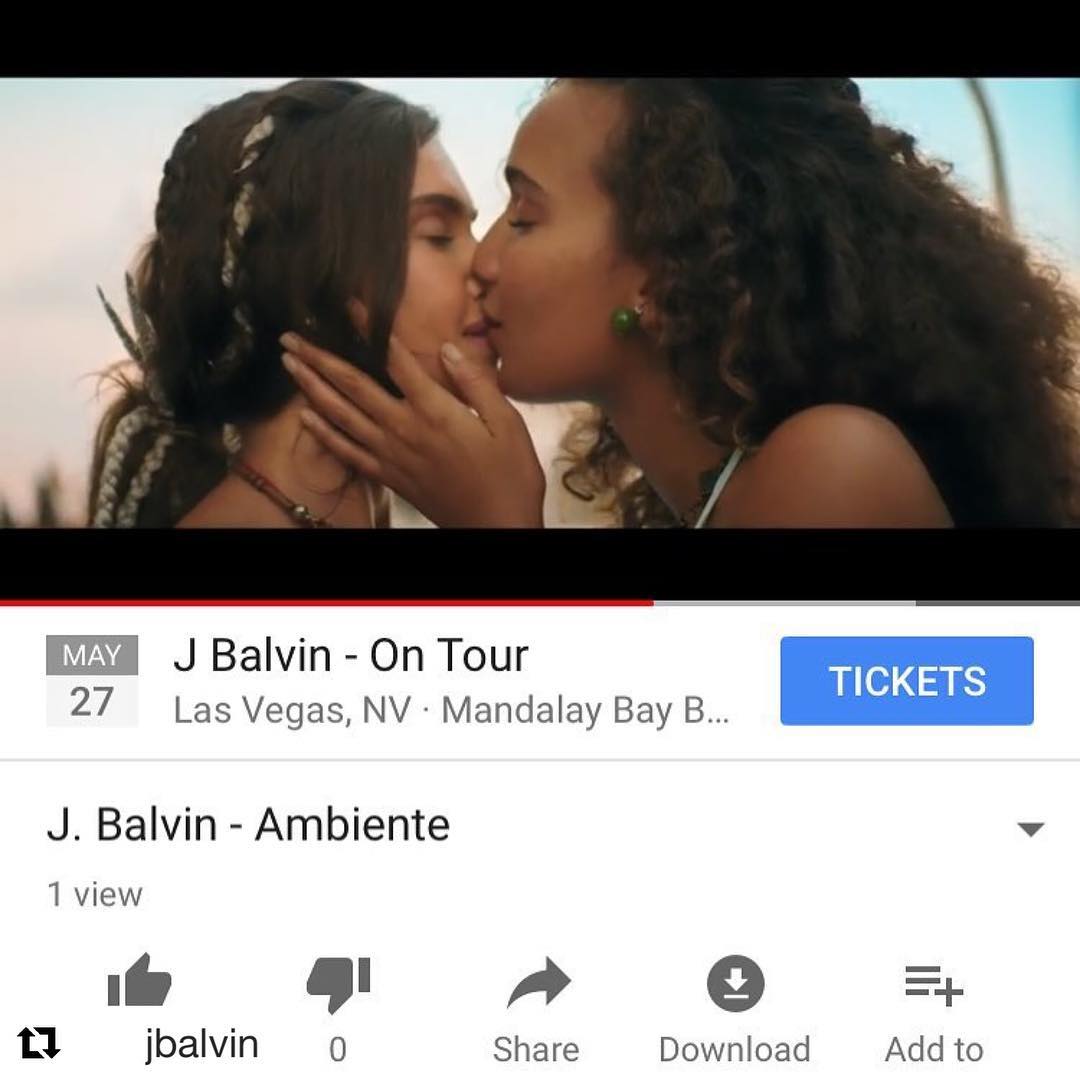 MAY
27
J Balvin - On Tour
Las Vegas, NV · Mandalay Bay B...
TICKETS
J. Balvin - Ambiente
1 view
jbalvin
0
Share
Download
Add to